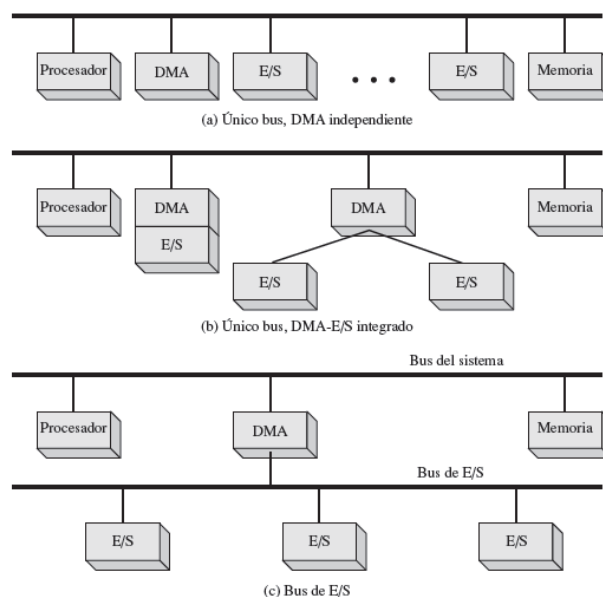 Procesador DMA E/S • • • E/S Memoria
(a) Único bus, DMA independiente
Procesador DMA DMA Memoria
E/S
E/S E/S
(b) Único bus, DMA-E/S integrado
Bus del sistema
Procesador DMA Memoria
Bus de E/S
E/S E/S E/S
(c) Bus de E/S